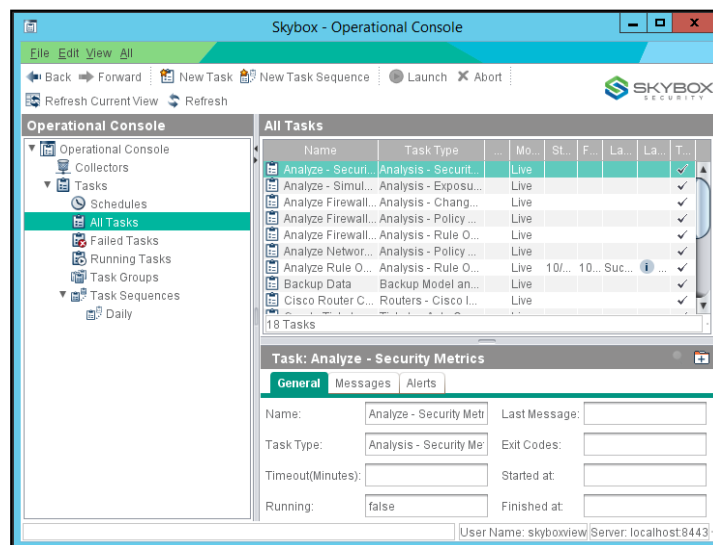 Skybox - Operational Console
File Edit View All
Back Forward New Task New Task Sequence Launch Abort
Refresh Current View Refresh
SKYBOX
SECURITY
Operational Console
Operational Console
Collectors
Tasks
Schedules
All Tasks
Failed Tasks
Running Tasks
Task Groups
Task Sequences
Daily
All Tasks
Name Task Type ... Mo... St... F... La... La... T...
Analyze - Securi... Analysis - Securit... Live
Analyze - Simul... Analysis - Exposu... Live
Analyze Firewall... Analysis - Chang... Live
Analyze Firewall... Analysis - Policy ... Live
Analyze Firewall... Analysis - Rule O... Live
Analyze Networ... Analysis - Policy ... Live
Analyze Rule O... Analysis - Rule O... Live 10/... 10... Suc... ...
Backup Data Backup Model an... Live
Cisco Router C... Routers - Cisco I... Live
18 Tasks
Task: Analyze - Security Metrics
General Messages Alerts
Name: Analyze - Security Metr Last Message:
Task Type: Analysis - Security Me Exit Codes:
Timeout(Minutes): Started at:
Running: false Finished at:
User Name: skyboxview Server: localhost:8443